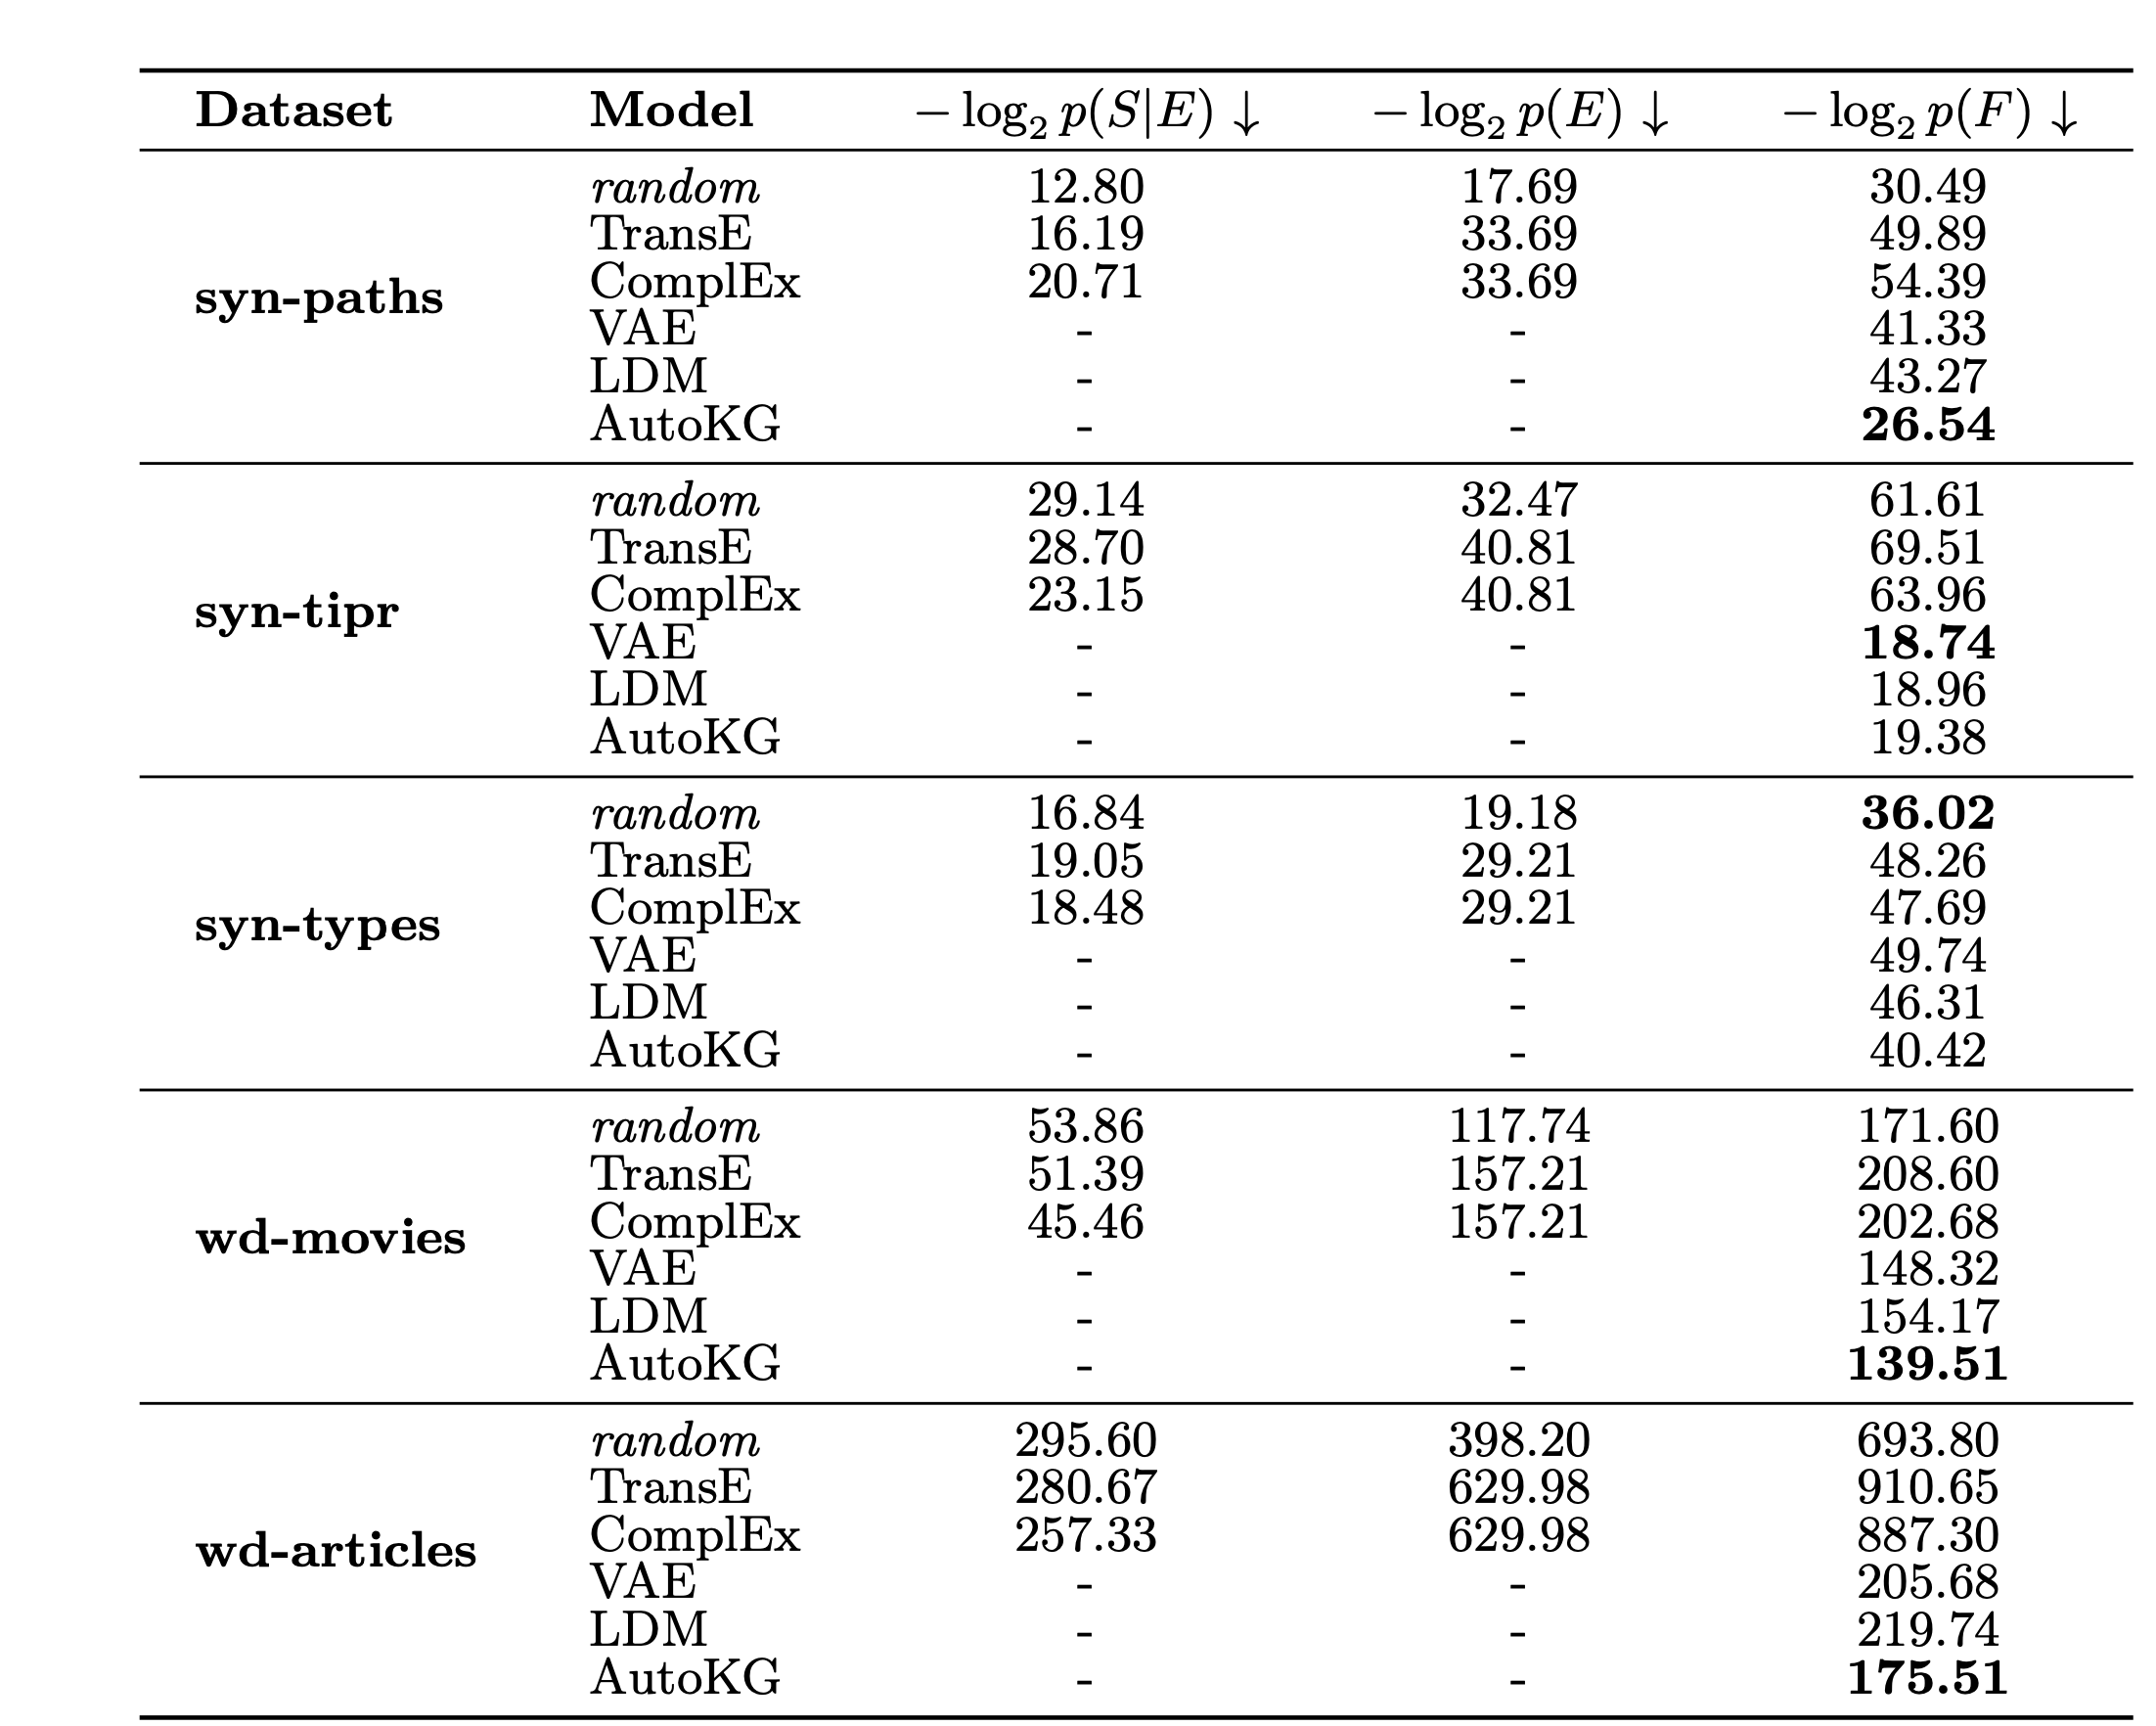 Dataset Model − log₂ p(S|E) ↓ − log₂ p(E) ↓ − log₂ p(F) ↓
random 12.80 17.69 30.49
TransE 16.19 33.69 49.89
ComplEx 20.71 33.69 54.39
syn-paths
VAE - - 41.33
LDM - - 43.27
AutoKG - - 26.54
random 29.14 32.47 61.61
TransE 28.70 40.81 69.51
ComplEx 23.15 40.81 63.96
syn-tipr
VAE - - 18.74
LDM - - 18.96
AutoKG - - 19.38
random 16.84 19.18 36.02
TransE 19.05 29.21 48.26
ComplEx 18.48 29.21 47.69
syn-types
VAE - - 49.74
LDM - - 46.31
AutoKG - - 40.42
random 53.86 117.74 171.60
TransE 51.39 157.21 208.60
ComplEx 45.46 157.21 202.68
wd-movies
VAE - - 148.32
LDM - - 154.17
AutoKG - - 139.51
random 295.60 398.20 693.80
TransE 280.67 629.98 910.65
ComplEx 257.33 629.98 887.30
wd-articles
VAE - - 205.68
LDM - - 219.74
AutoKG - - 175.51